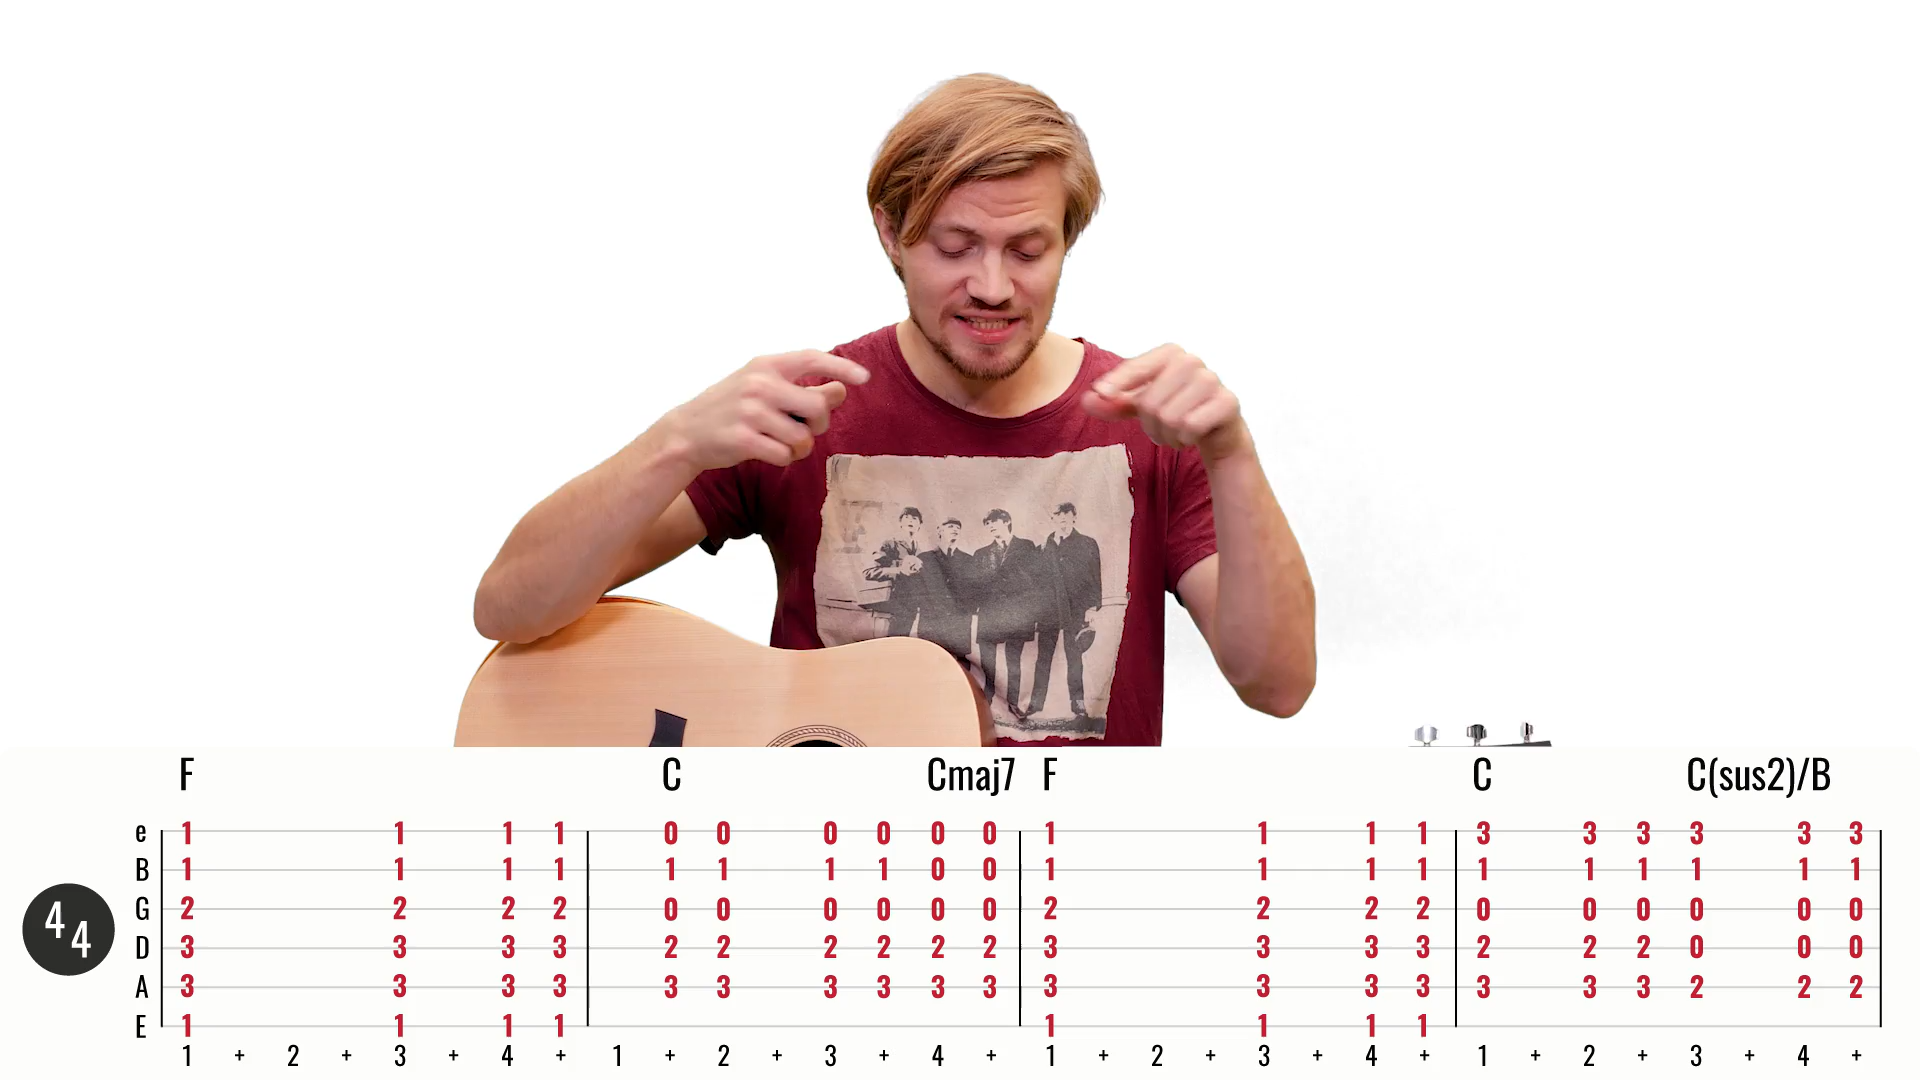 F C Cmaj7 F C C(sus2)/B
e 1 1 1 1 0 0 0 0 0 0 1 1 1 1 3 3 3 3 3 3
B 1 1 1 1 1 1 1 1 0 0 1 1 1 1 1 1 1 1 1 1
G 2 2 2 2 0 0 0 0 0 0 2 2 2 2 0 0 0 0 0 0
D 3 3 3 3 2 2 2 2 2 2 3 3 3 3 2 2 2 0 0 0
A 3 3 3 3 3 3 3 3 3 3 3 3 3 3 3 3 3 2 2 2
E 1 1 1 1 1 1 1 1
1 + 2 + 3 + 4 + 1 + 2 + 3 + 4 + 1 + 2 + 3 + 4 + 1 + 2 + 3 + 4 +
4
4